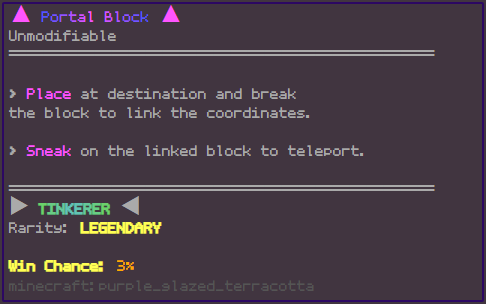 ▲ Portal Block ▲
Unmodifiable
> Place at destination and break
the block to link the coordinates.
> Sneak on the linked block to teleport.
▶ TINKERER ◀
Rarity: LEGENDARY
Win Chance: 3%
minecraft:purple_glazed_terracotta